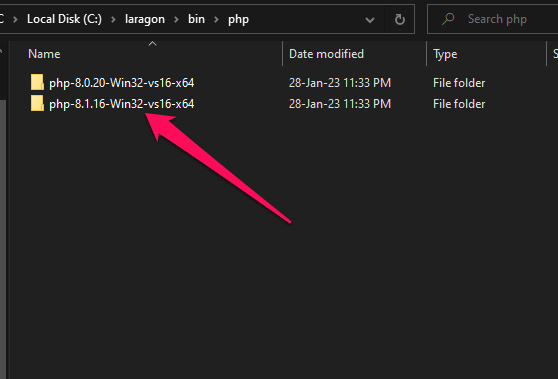 Local Disk (C:) > laragon > bin > php
Search php
Name Date modified Type
php-8.0.20-Win32-vs16-x64 28-Jan-23 11:33 PM File folder
php-8.1.16-Win32-vs16-x64 28-Jan-23 11:33 PM File folder